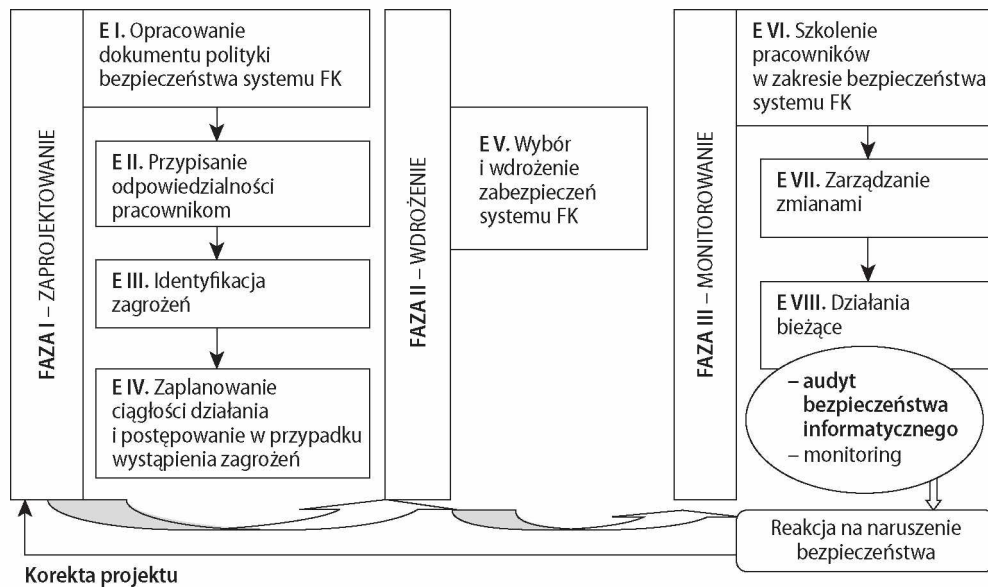 FAZA I – ZAPROJEKTOWANIE
E I. Opracowanie
dokumentu polityki
bezpieczeństwa systemu FK
E II. Przypisanie
odpowiedzialności
pracownikom
E III. Identyfikacja
zagrożeń
E IV. Zaplanowanie
ciągłości działania
i postępowanie w przypadku
wystąpienia zagrożeń
FAZA II – WDROŻENIE
E V. Wybór
i wdrożenie
zabezpieczeń
systemu FK
FAZA III – MONITOROWANIE
E VI. Szkolenie
pracowników
w zakresie bezpieczeństwa
systemu FK
E VII. Zarządzanie
zmianami
E VIII. Działania
bieżące
– audyt
bezpieczeństwa
informatycznego
– monitoring
Reakcja na naruszenie
bezpieczeństwa
Korekta projektu